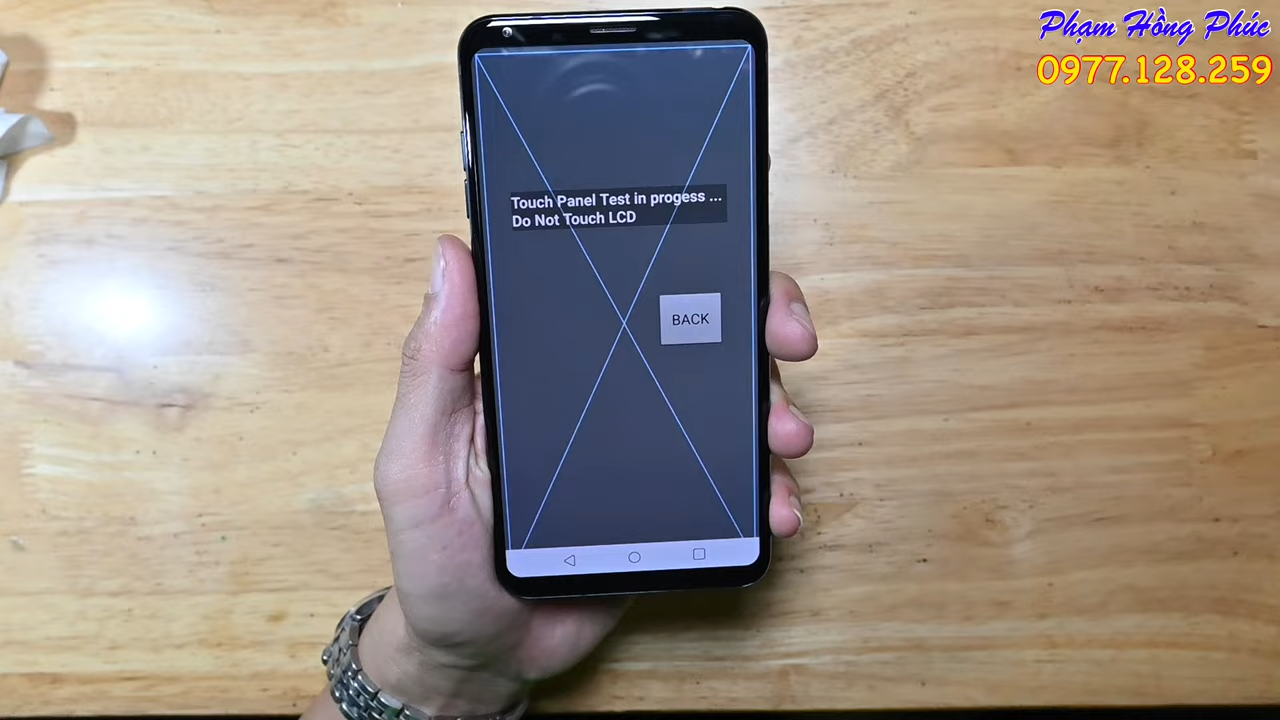 Phạm Hồng Phúc
0977.128.259
Touch Panel Test in progess ...
Do Not Touch LCD
BACK